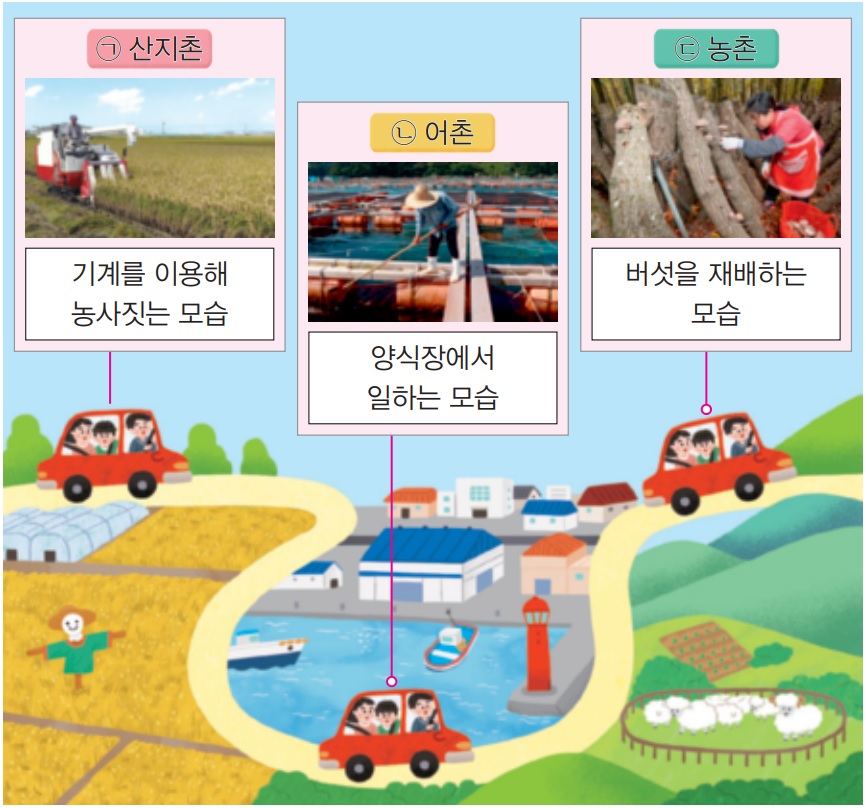 ㉠ 산지촌
기계를 이용해
농사짓는 모습
㉡ 어촌
양식장에서
일하는 모습
㉢ 농촌
버섯을 재배하는
모습